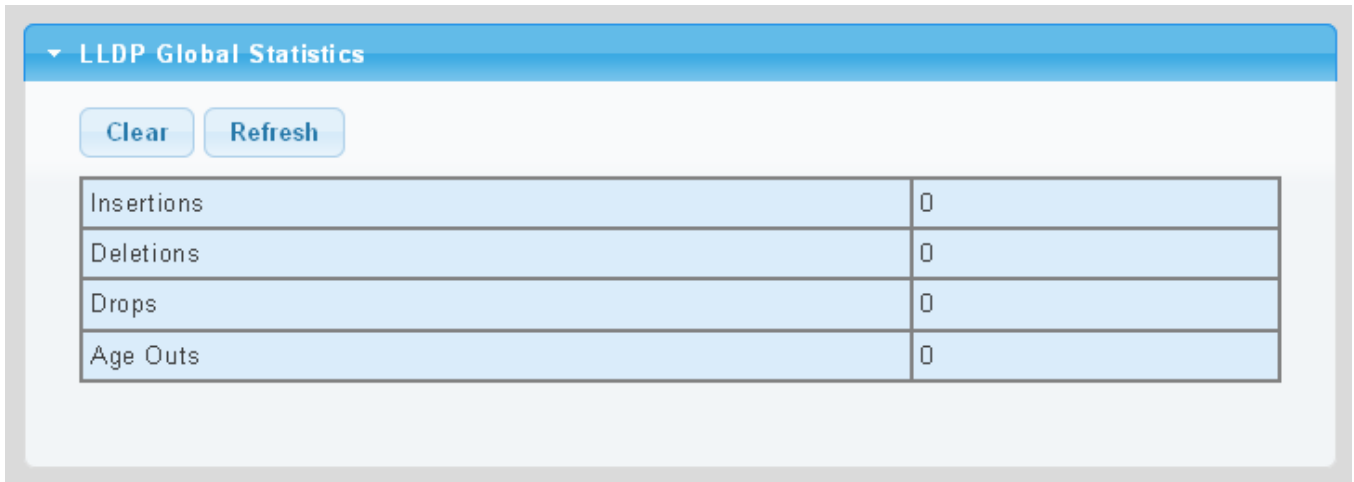 LLDP Global Statistics
Clear Refresh
Insertions 0
Deletions 0
Drops 0
Age Outs 0